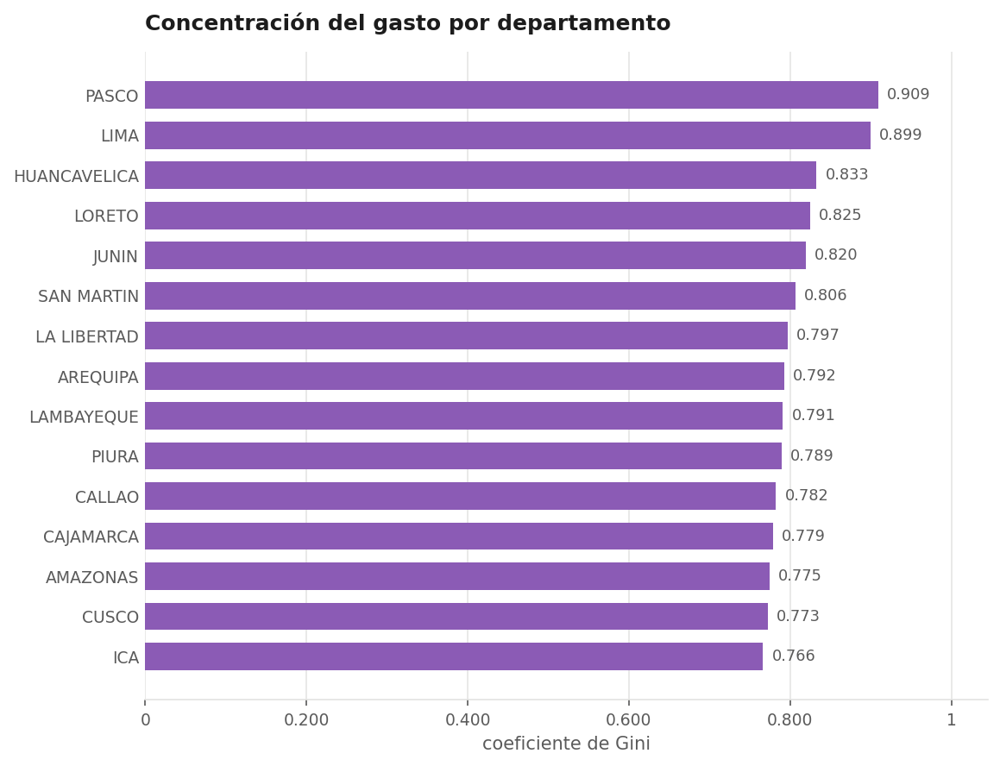 Concentración del gasto por departamento
PASCO 0.909
LIMA 0.899
HUANCAVELICA 0.833
LORETO 0.825
JUNIN 0.820
SAN MARTIN 0.806
LA LIBERTAD 0.797
AREQUIPA 0.792
LAMBAYEQUE 0.791
PIURA 0.789
CALLAO 0.782
CAJAMARCA 0.779
AMAZONAS 0.775
CUSCO 0.773
ICA 0.766
0 0.200 0.400 0.600 0.800 1
coeficiente de Gini